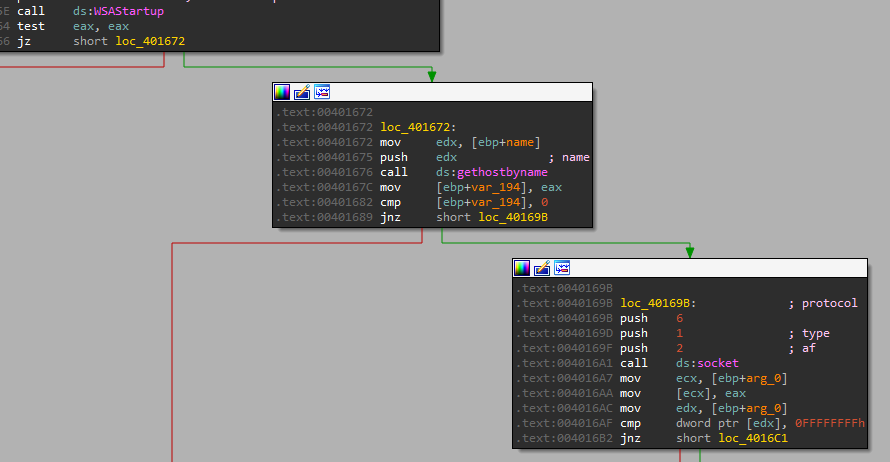 5E call ds:WSAStartup
64 test eax, eax
66 jz short loc_401672
.text:00401672
.text:00401672 loc_401672:
.text:00401672 mov edx, [ebp+name]
.text:00401675 push edx ; name
.text:00401676 call ds:gethostbyname
.text:0040167C mov [ebp+var_194], eax
.text:00401682 cmp [ebp+var_194], 0
.text:00401689 jnz short loc_40169B
.text:0040169B
.text:0040169B loc_40169B: ; protocol
.text:0040169B push 6
.text:0040169D push 1 ; type
.text:0040169F push 2 ; af
.text:004016A1 call ds:socket
.text:004016A7 mov ecx, [ebp+arg_0]
.text:004016AA mov [ecx], eax
.text:004016AC mov edx, [ebp+arg_0]
.text:004016AF cmp dword ptr [edx], 0FFFFFFFFh
.text:004016B2 jnz short loc_4016C1